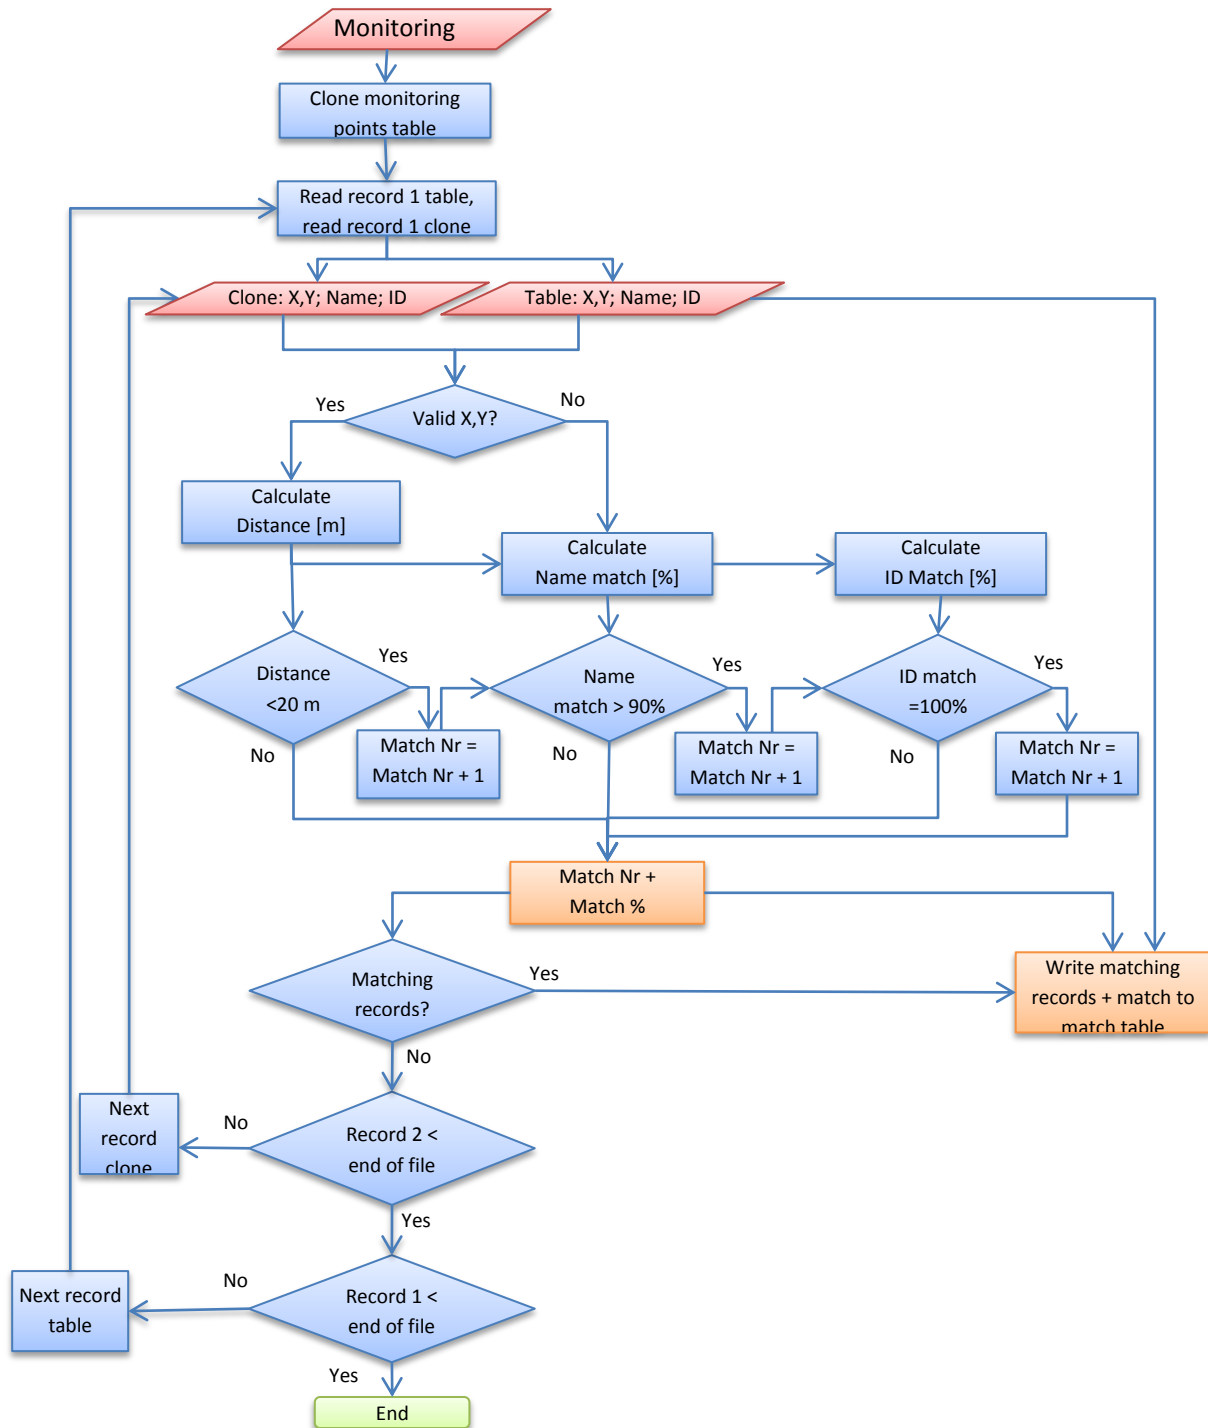 Monitoring
Clone monitoring
points table
Read record 1 table,
read record 1 clone
Clone: X,Y; Name; ID
Table: X,Y; Name; ID
Yes
Valid X,Y?
No
Calculate
Distance [m]
Calculate
Name match [%]
Calculate
ID Match [%]
Distance
<20 m
Yes
No
Match Nr =
Match Nr + 1
Name
match > 90%
Yes
No
Match Nr =
Match Nr + 1
ID match
=100%
Yes
No
Match Nr =
Match Nr + 1
Match Nr +
Match %
Matching
records?
Yes
No
Write matching
records + match to
match table
Next
record
clone
No
Record 2 <
end of file
Yes
Next record
table
No
Record 1 <
end of file
Yes
End